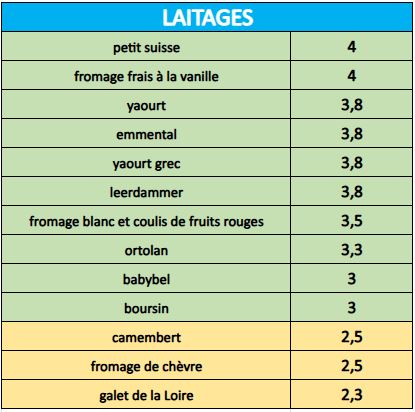 LAITAGES
petit suisse 4
fromage frais à la vanille 4
yaourt 3,8
emmental 3,8
yaourt grec 3,8
leerdammer 3,8
fromage blanc et coulis de fruits rouges 3,5
ortolan 3,3
babybel 3
boursin 3
camembert 2,5
fromage de chèvre 2,5
galet de la Loire 2,3